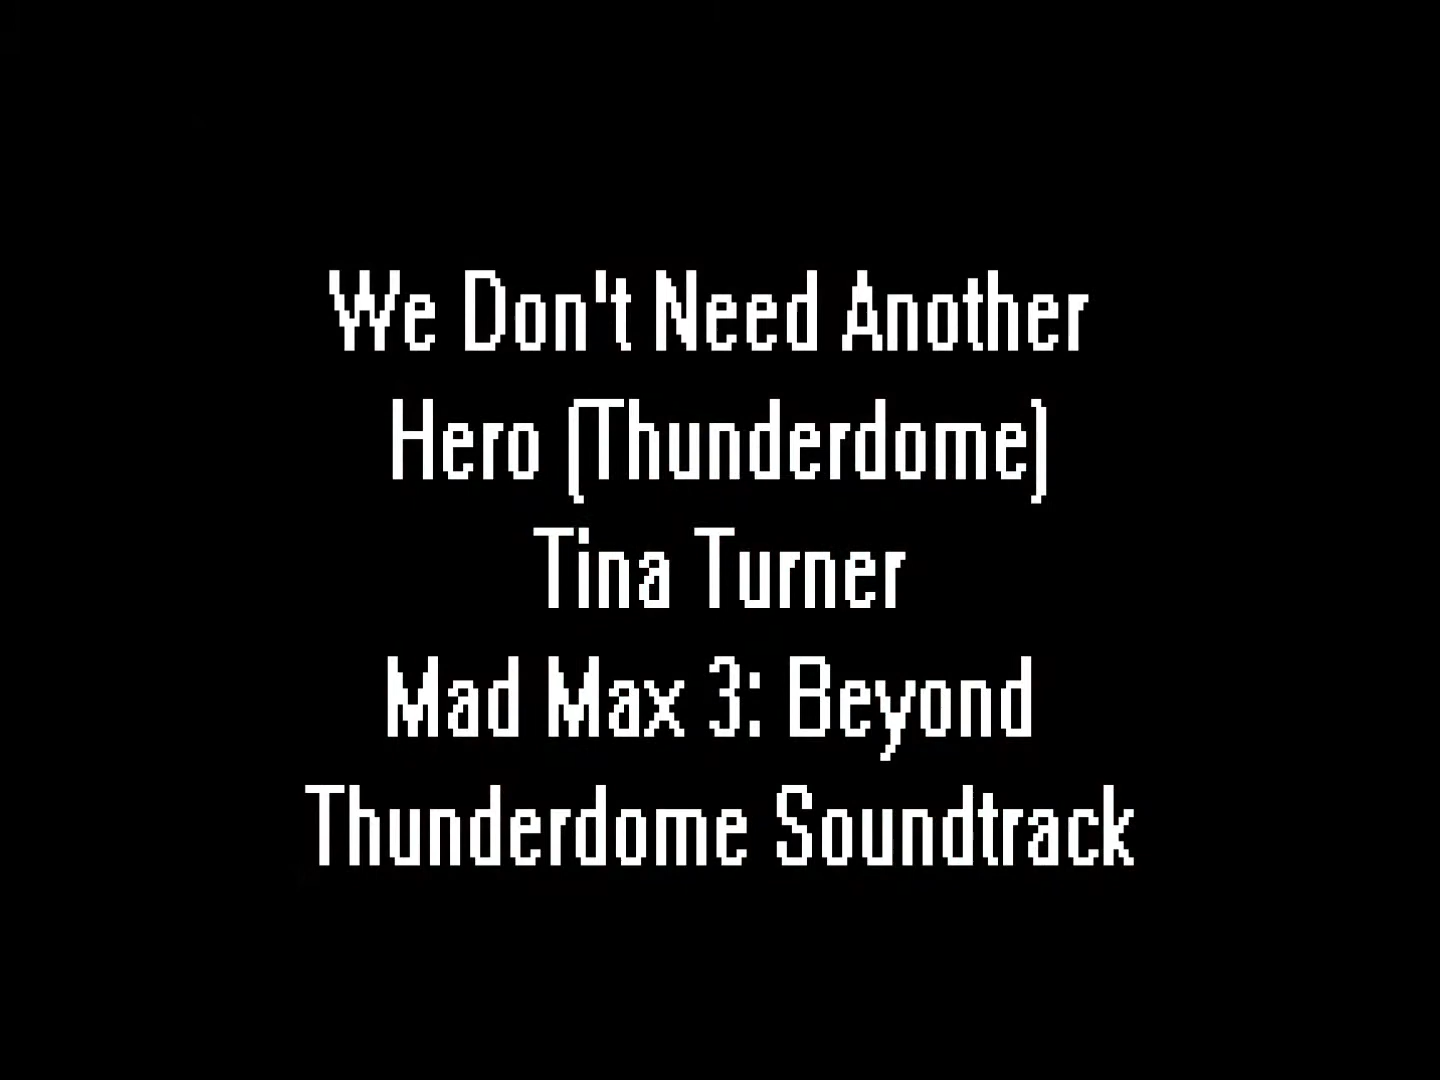 We Don't Need Another
Hero (Thunderdome)
Tina Turner
Mad Max 3: Beyond
Thunderdome Soundtrack